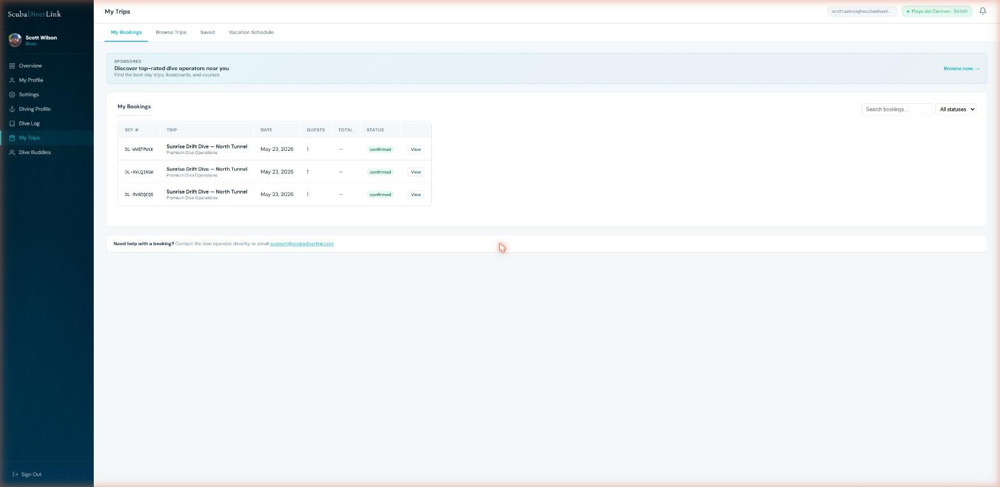 ScubaDiverLink
Scott Wilson
Diver
Overview
My Profile
Settings
Diving Profile
Dive Log
My Trips
Dive Buddies
Sign Out
My Trips
scott.wilson@scubadiverli...
Playa del Carmen · 2d left
My Bookings
Browse Trips
Saved
Vacation Schedule
SPONSORED
Discover top-rated dive operators near you
Find the best day trips, liveaboards, and courses
Browse now →
My Bookings
Search bookings...
All statuses
REF # TRIP DATE GUESTS TOTAL STATUS
DL-WVGTPWKK Sunrise Drift Dive — North Tunnel May 23, 2026 1 — confirmed View
Premium Dive Operations
DL-RVLQINGW Sunrise Drift Dive — North Tunnel May 23, 2026 1 — confirmed View
Premium Dive Operations
DL-RV6DQCQS Sunrise Drift Dive — North Tunnel May 23, 2026 1 — confirmed View
Premium Dive Operations
Need help with a booking? Contact the dive operator directly, or email support@scubadiverlink.com